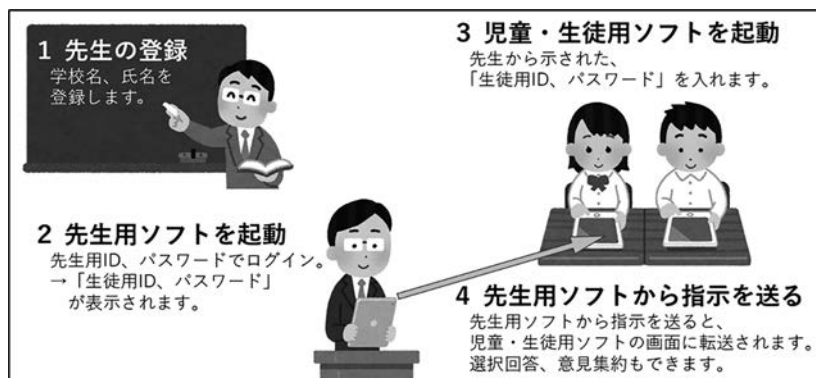 1 先生の登録
学校名、氏名を
登録します。
2 先生用ソフトを起動
先生用ID、パスワードでログイン。
→「生徒用ID、パスワード」
が表示されます。
3 児童・生徒用ソフトを起動
先生から示された、
「生徒用ID、パスワード」を入れます。
4 先生用ソフトから指示を送る
先生用ソフトから指示を送ると、
児童・生徒用ソフトの画面に転送されます。
選択回答、意見集約もできます。